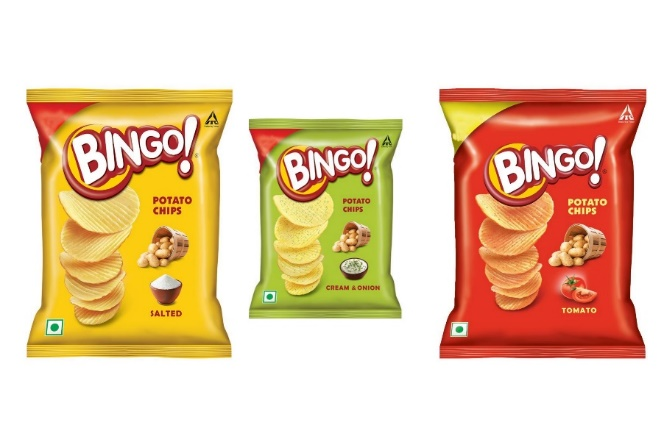 BINGO!
POTATO
CHIPS
SALTED
BINGO!
POTATO
CHIPS
CREAM & ONION
BINGO!
POTATO
CHIPS
TOMATO